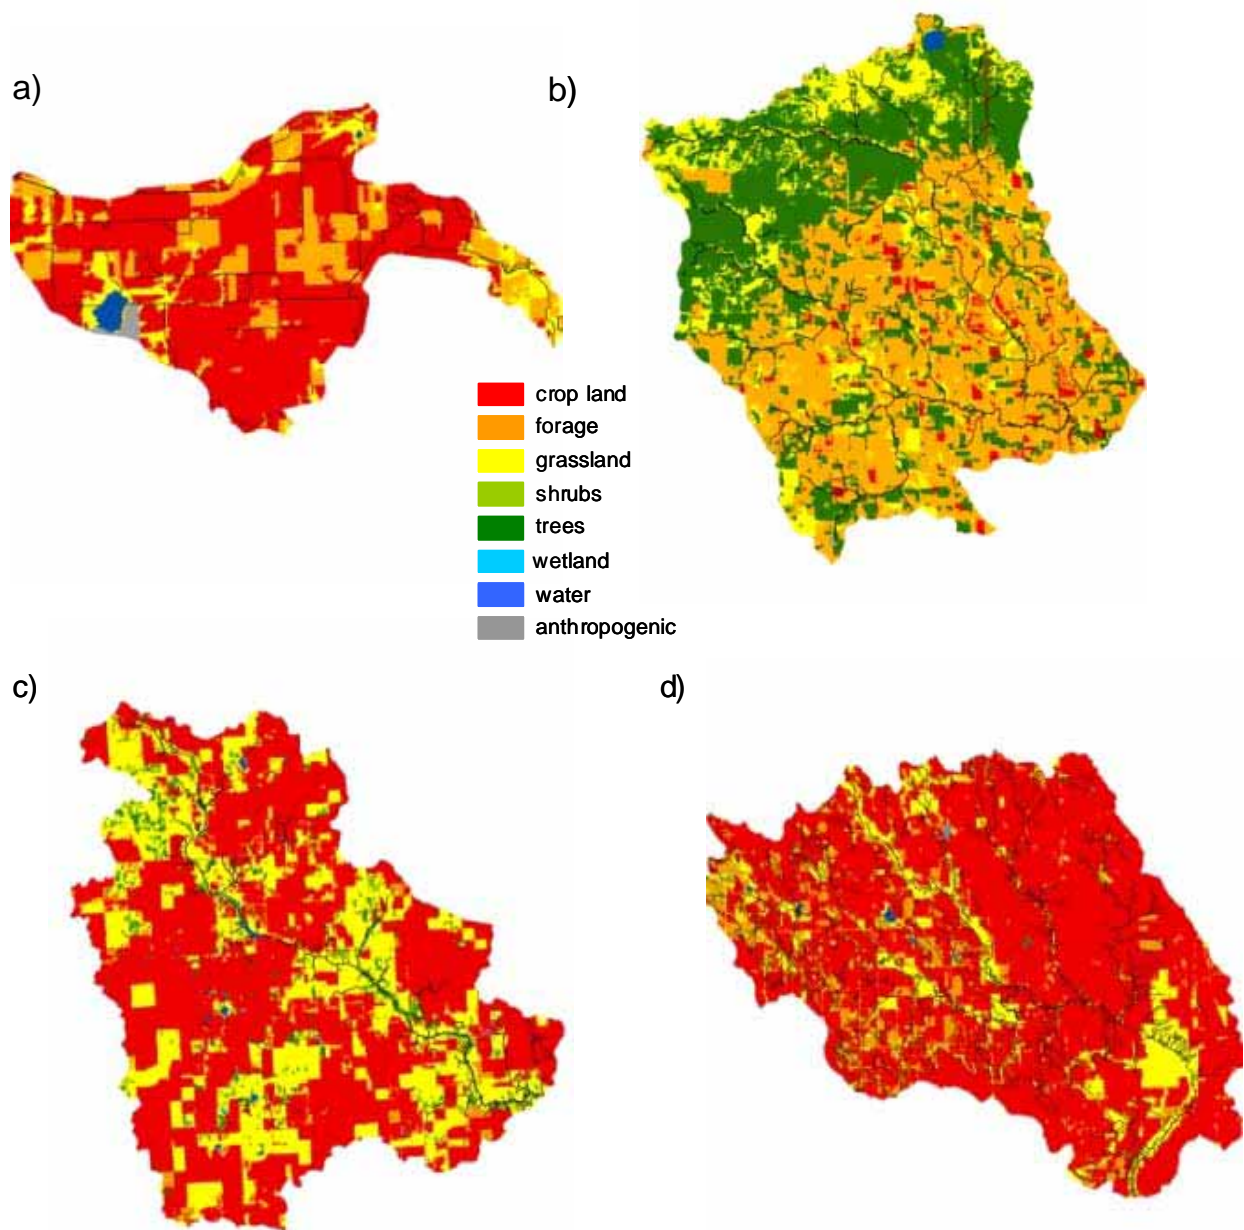 a)
b)
crop land
forage
grassland
shrubs
trees
wetland
water
anthropogenic
c)
d)